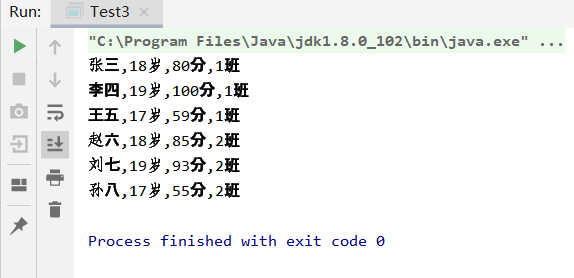 Run: Test3 ×
"C:\Program Files\Java\jdk1.8.0_102\bin\java.exe" ...
张三,18岁,80分,1班
李四,19岁,100分,1班
王五,17岁,59分,1班
赵六,18岁,85分,2班
刘七,19岁,93分,2班
孙八,17岁,55分,2班
Process finished with exit code 0